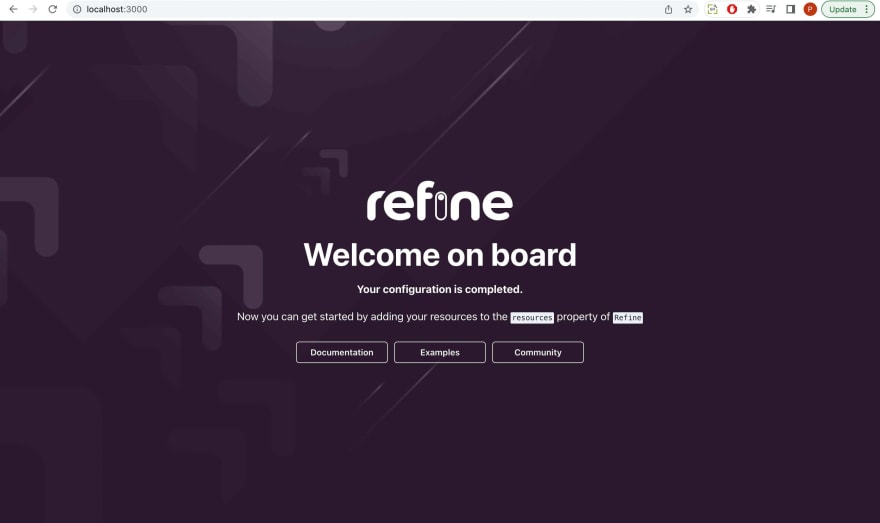 localhost:3000
P
Update
refine
Welcome on board
Your configuration is completed.
Now you can get started by adding your resources to the resources property of Refine
Documentation Examples Community